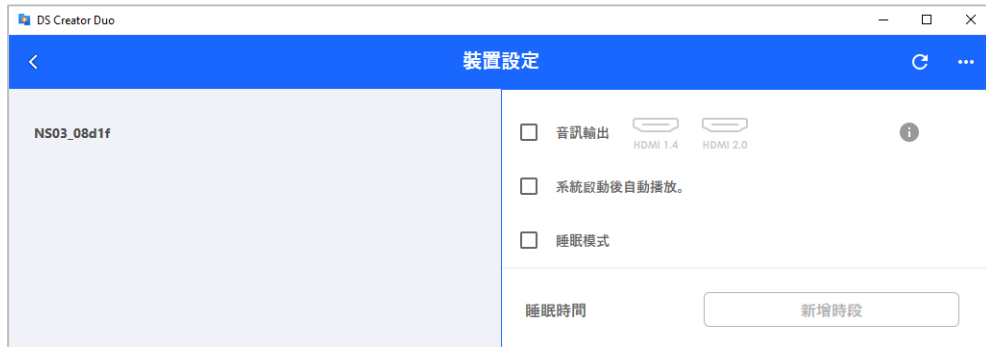 DS Creator Duo
裝置設定
NS03_08d1f
音訊輸出 HDMI 1.4 HDMI 2.0
系統啟動後自動播放。
睡眠模式
睡眠時間 新增時段